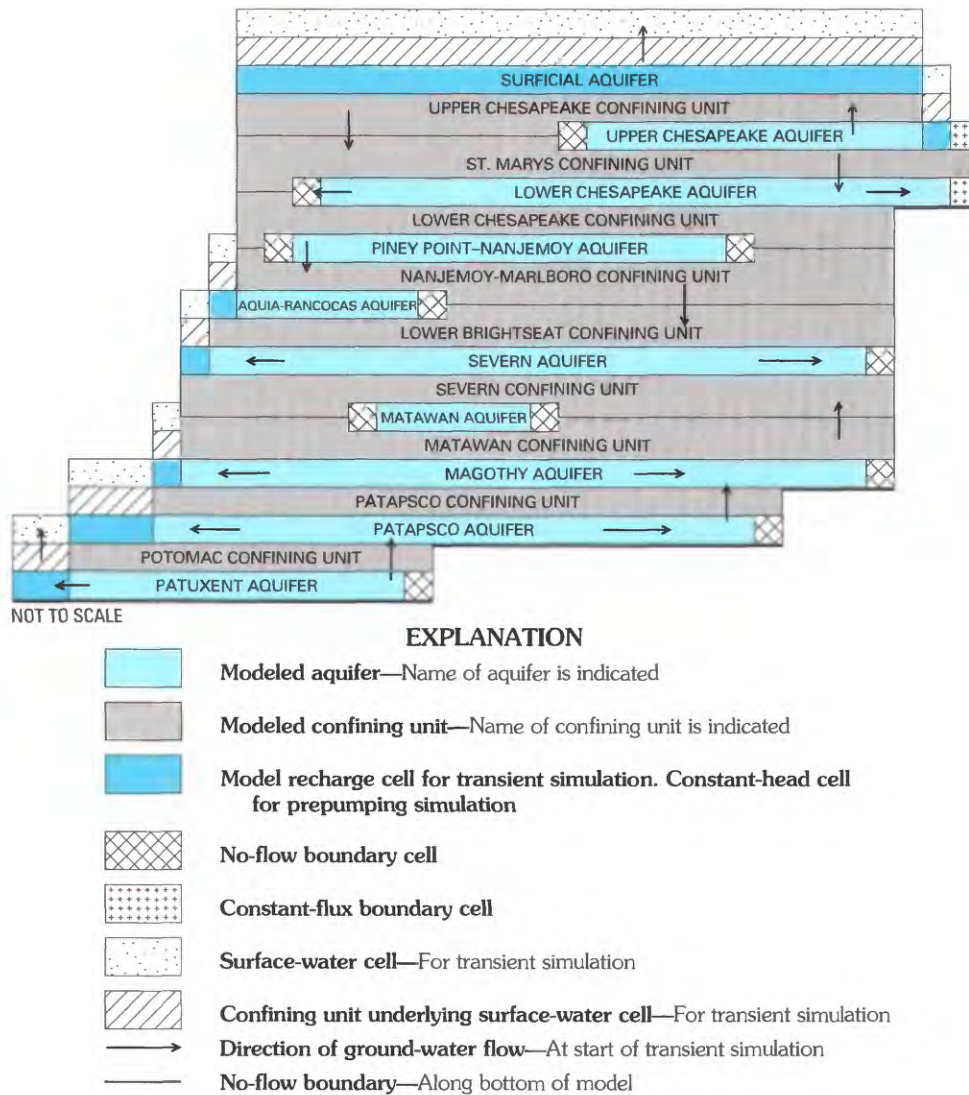 SURFICIAL AQUIFER
UPPER CHESAPEAKE CONFINING UNIT
UPPER CHESAPEAKE AQUIFER
ST. MARYS CONFINING UNIT
LOWER CHESAPEAKE AQUIFER
LOWER CHESAPEAKE CONFINING UNIT
PINEY POINT–NANJEMOY AQUIFER
NANJEMOY-MARLBORO CONFINING UNIT
AQUIA-RANCOCAS AQUIFER
LOWER BRIGHTSEAT CONFINING UNIT
SEVERN AQUIFER
SEVERN CONFINING UNIT
MATAWAN AQUIFER
MATAWAN CONFINING UNIT
MAGOTHY AQUIFER
PATAPSCO CONFINING UNIT
PATAPSCO AQUIFER
POTOMAC CONFINING UNIT
PATUXENT AQUIFER
NOT TO SCALE
EXPLANATION
Modeled aquifer—Name of aquifer is indicated
Modeled confining unit—Name of confining unit is indicated
Model recharge cell for transient simulation. Constant-head cell
for prepumping simulation
No-flow boundary cell
Constant-flux boundary cell
Surface-water cell—For transient simulation
Confining unit underlying surface-water cell—For transient simulation
Direction of ground-water flow—At start of transient simulation
No-flow boundary—Along bottom of model